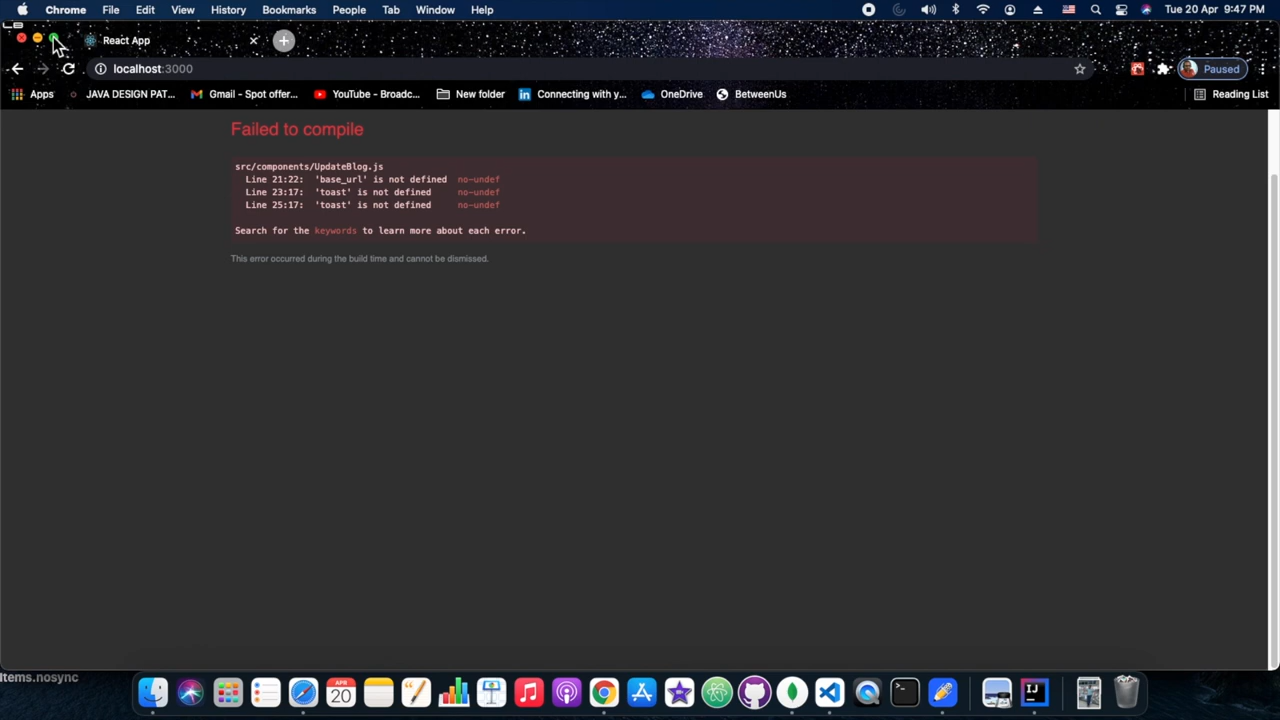 Chrome File Edit View History Bookmarks People Tab Window Help Tue 20 Apr 9:47 PM
React App
localhost:3000 Paused
Apps JAVA DESIGN PAT... Gmail - Spot offer... YouTube - Broadc... New folder Connecting with y... OneDrive BetweenUs Reading List
Failed to compile
src/components/UpdateBlog.js
Line 21:22: 'base_url' is not defined no-undef
Line 23:17: 'toast' is not defined no-undef
Line 25:17: 'toast' is not defined no-undef
Search for the keywords to learn more about each error.
This error occurred during the build time and cannot be dismissed.
Items.nosync
APR
20
IJ